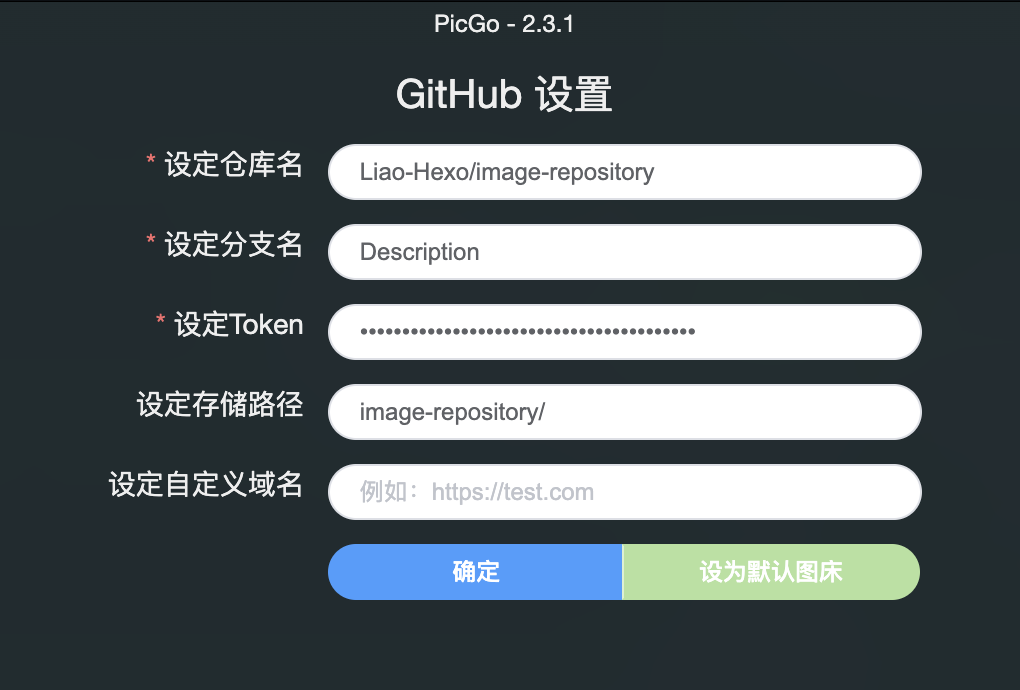 PicGo - 2.3.1
GitHub 设置
* 设定仓库名 Liao-Hexo/image-repository
* 设定分支名 Description
* 设定Token ••••••••••••••••••••••••••••••••••••••••
设定存储路径 image-repository/
设定自定义域名 例如：https://test.com
确定 设为默认图床